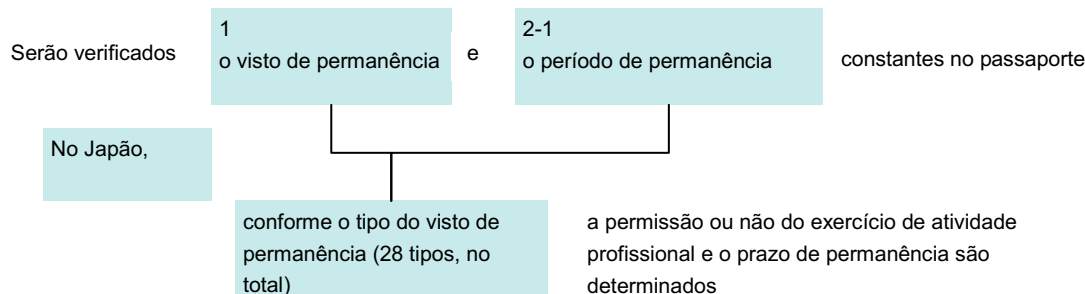 Serão verificados
1
o visto de permanência
e
2-1
o período de permanência
constantes no passaporte
No Japão,
conforme o tipo do visto de
permanência (28 tipos, no
total)
a permissão ou não do exercício de atividade
profissional e o prazo de permanência são
determinados